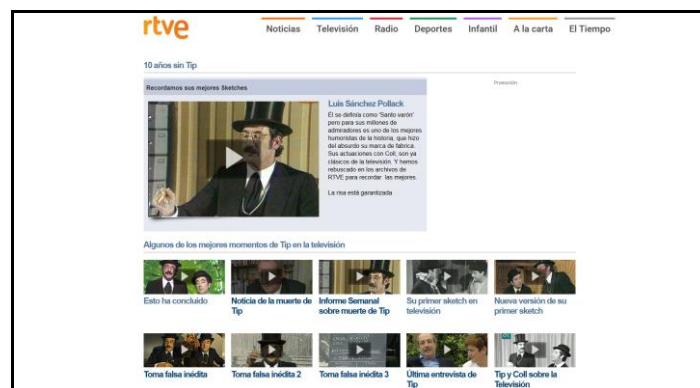 rtve
Noticias Televisión Radio Deportes Infantil A la carta El Tiempo
10 años sin Tip
Recordamos sus mejores Sketches
Promoción
Luis Sánchez Pollack
Él se definía como 'Santo varón'
pero para sus millones de
admiradores es uno de los mejores
humoristas de la historia, que hizo
del absurdo su marca de fábrica.
Sus actuaciones con Coll, son ya
clásicos de la televisión. Y hemos
rebuscado en los archivos de
RTVE para recordar las mejores.
La risa está garantizada
Algunos de los mejores momentos de Tip en la televisión
Esto ha concluido
Noticia de la muerte de
Tip
Informe Semanal
sobre muerte de Tip
Su primer sketch en
televisión
Nueva versión de su
primer sketch
Toma falsa inédita
Toma falsa inédita 2
Toma falsa inédita 3
Última entrevista de
Tip
Tip y Coll sobre la
Televisión